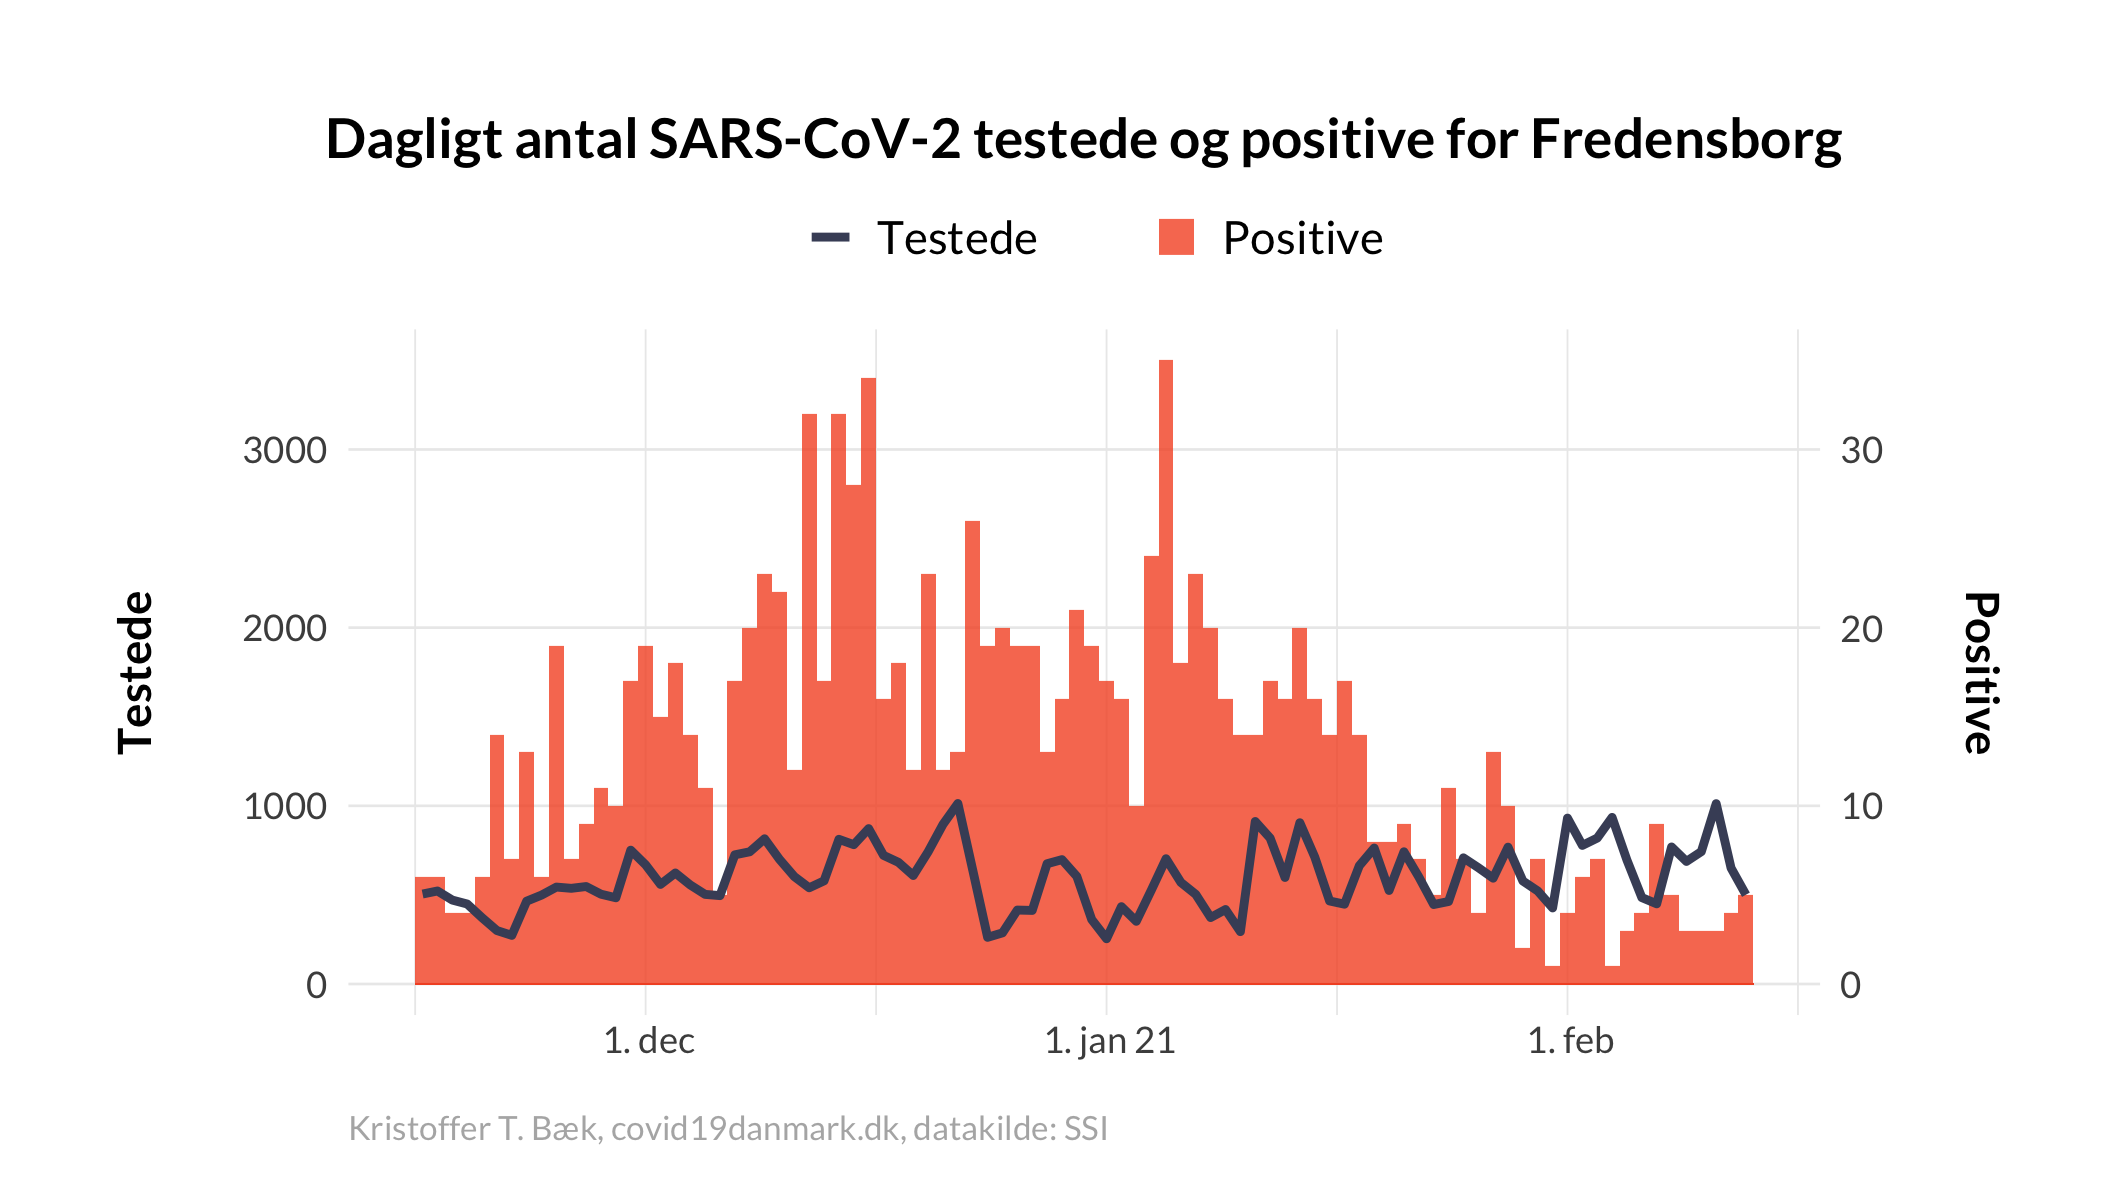 Dagligt antal SARS-CoV-2 testede og positive for Fredensborg
Testede Positive
3000 30
2000 20
1000 10
0 0
Testede
Positive
1. dec 1. jan 21 1. feb
Kristoffer T. Bæk, covid19danmark.dk, datakilde: SSI